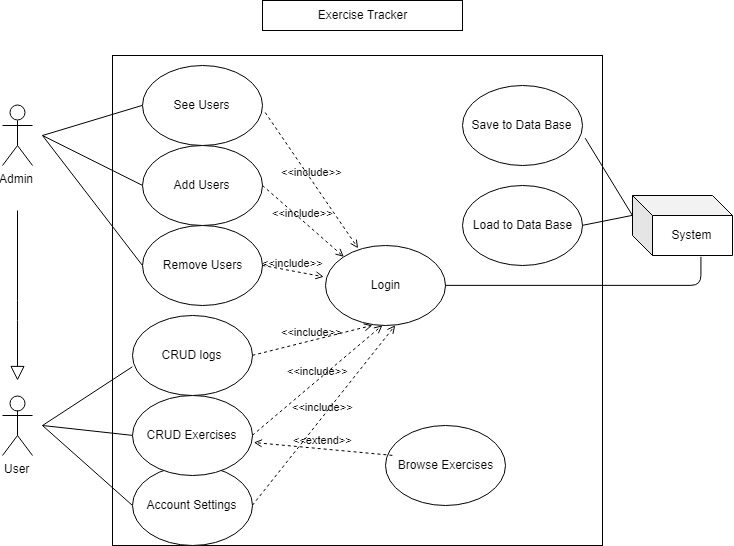 Exercise Tracker
See Users
Save to Data Base
Admin
<<include>>
Add Users
<<include>>
Load to Data Base
System
Remove Users
<<include>>
Login
<<include>>
CRUD logs
<<include>>
<<include>>
CRUD Exercises
<<extend>>
User
Browse Exercises
Account Settings